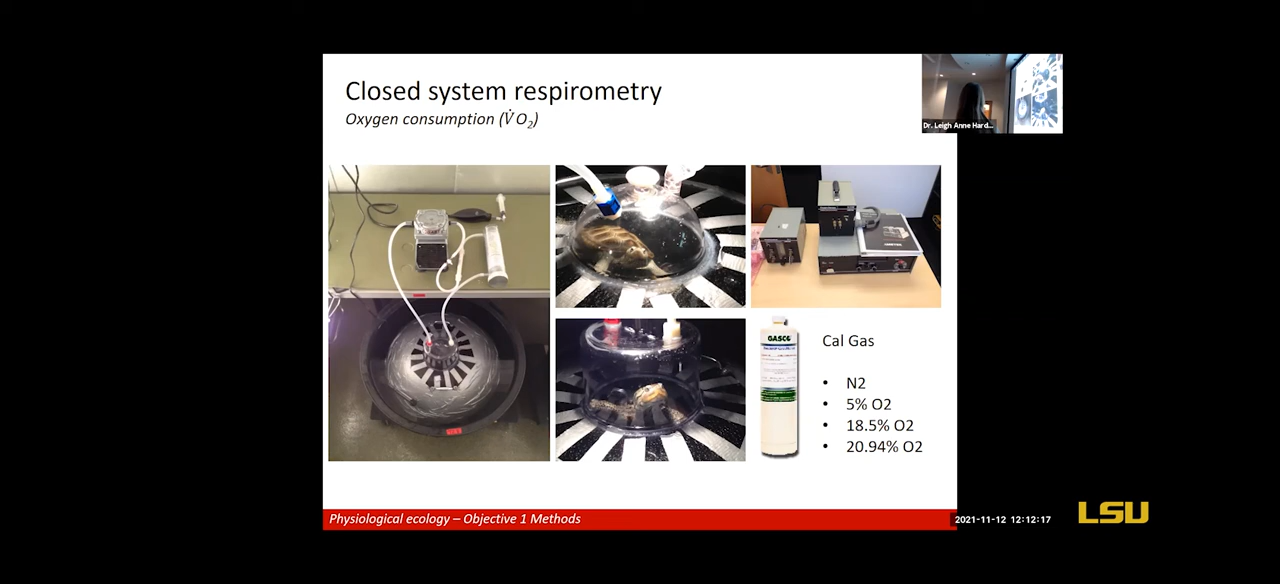 Closed system respirometry
Oxygen consumption (V̇O₂)
Dr. Leigh Anne Hard...
GASCO
Cal Gas
• N2
• 5% O2
• 18.5% O2
• 20.94% O2
Physiological ecology – Objective 1 Methods
2021-11-12 12:12:17
LSU